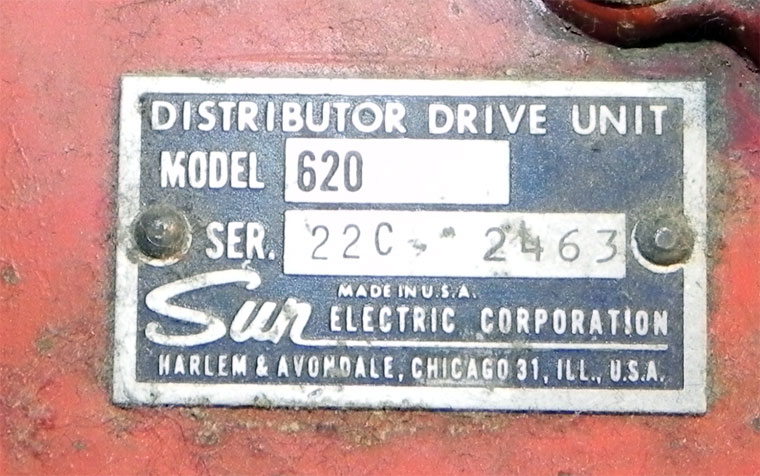 DISTRIBUTOR DRIVE UNIT
MODEL 620
SER. 22C 2463
MADE IN U.S.A.
Sun ELECTRIC CORPORATION
HARLEM & AVONDALE, CHICAGO 31, ILL., U.S.A.